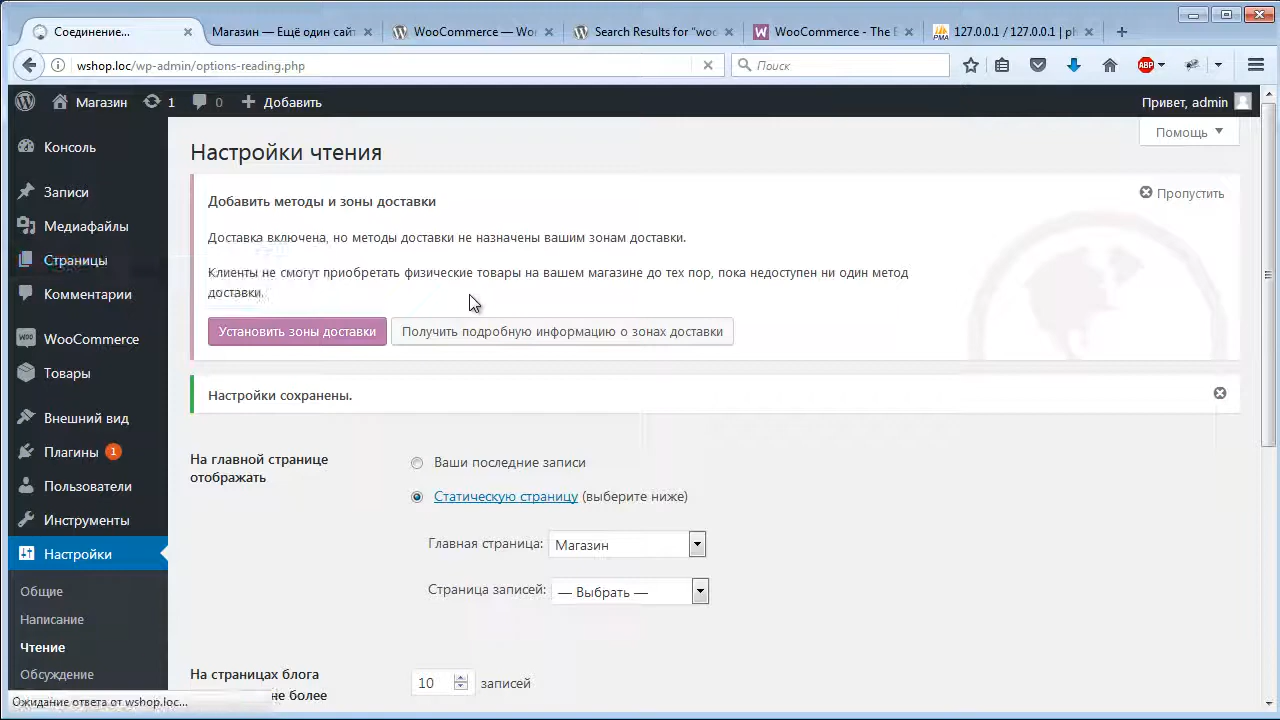 Соединение...
Магазин — Ещё один сайт
WooCommerce — Wor
Search Results for "woo
WooCommerce - The E
127.0.0.1 / 127.0.0.1 | ph
wshop.loc/wp-admin/options-reading.php
Поиск
ABP
Магазин
1
0
Добавить
Привет, admin
Помощь
Консоль
Записи
Медиафайлы
Страницы
Комментарии
WooCommerce
Товары
Внешний вид
Плагины 1
Пользователи
Инструменты
Настройки
Общие
Написание
Чтение
Обсуждение
Настройки чтения
Добавить методы и зоны доставки
Пропустить
Доставка включена, но методы доставки не назначены вашим зонам доставки.
Клиенты не смогут приобретать физические товары на вашем магазине до тех пор, пока недоступен ни один метод
доставки.
Установить зоны доставки
Получить подробную информацию о зонах доставки
Настройки сохранены.
На главной странице
отображать
Ваши последние записи
Статическую страницу (выберите ниже)
Главная страница: Магазин
Страница записей: — Выбрать —
На страницах блога
не более
10 записей
Ожидание ответа от wshop.loc...